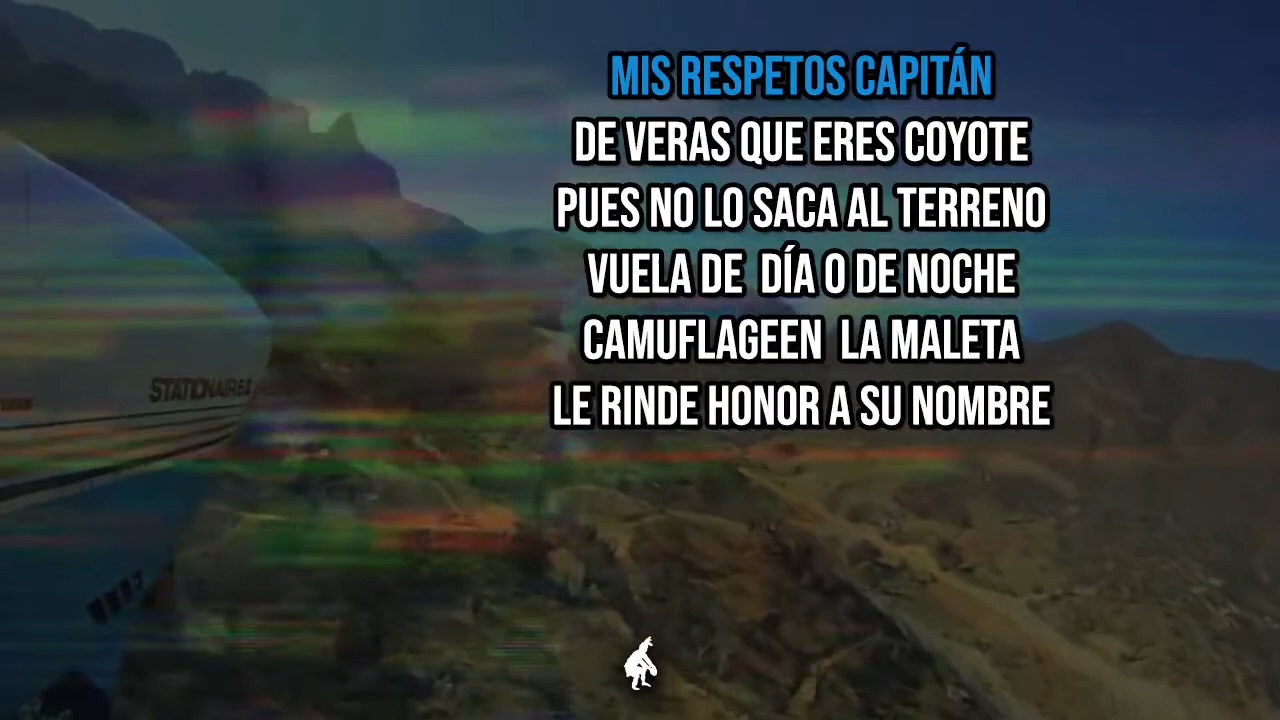 MIS RESPETOS CAPITÁN
DE VERAS QUE ERES COYOTE
PUES NO LO SACA AL TERRENO
VUELA DE DÍA O DE NOCHE
CAMUFLAGEEN LA MALETA
STATIONAIR
LE RINDE HONOR A SU NOMBRE